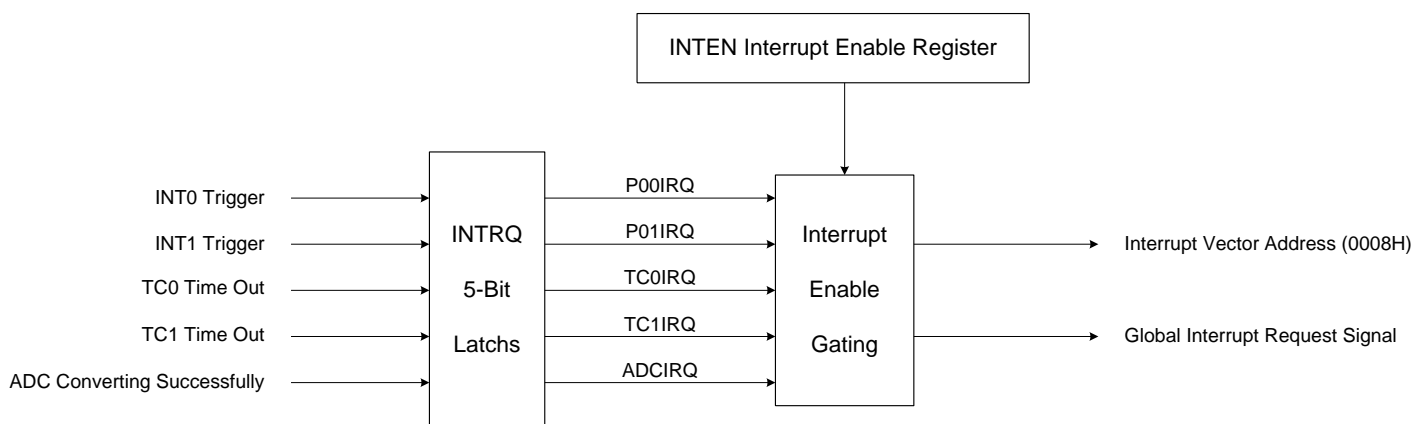 INTEN Interrupt Enable Register
INT0 Trigger
INT1 Trigger
TC0 Time Out
TC1 Time Out
ADC Converting Successfully
INTRQ
5-Bit
Latchs
P00IRQ
P01IRQ
TC0IRQ
TC1IRQ
ADCIRQ
Interrupt
Enable
Gating
Interrupt Vector Address (0008H)
Global Interrupt Request Signal